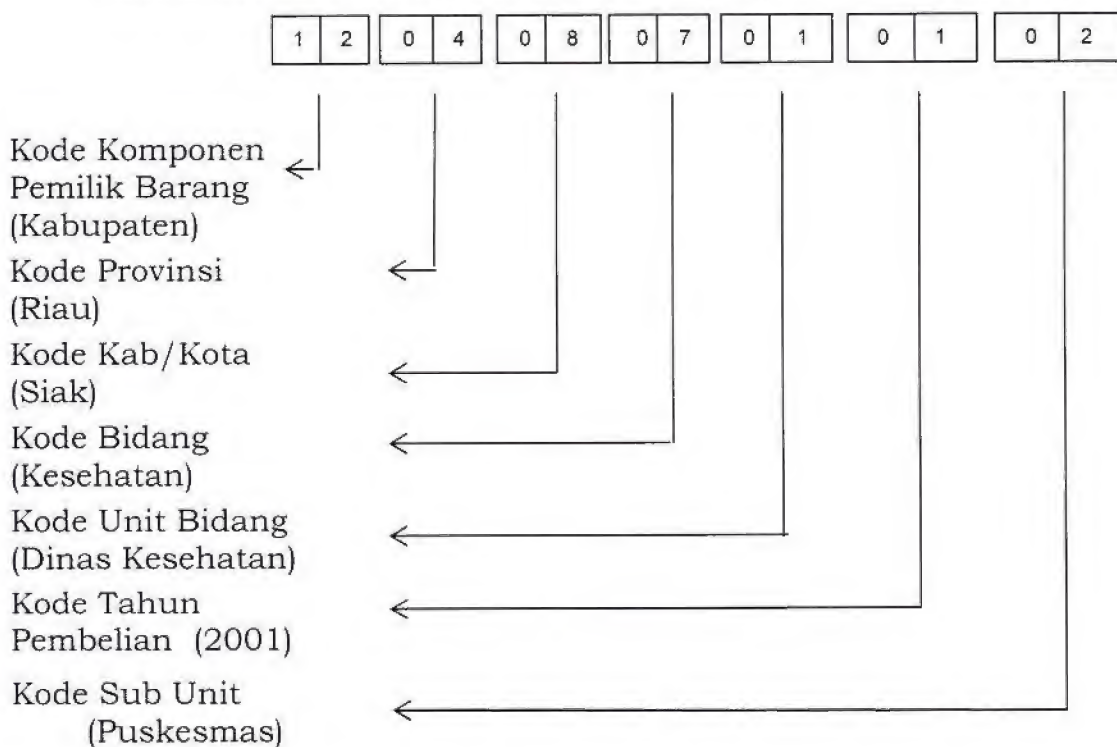 1 2 0 4 0 8 0 7 0 1 0 1 0 2
Kode Komponen
Pemilik Barang
(Kabupaten)
Kode Provinsi
(Riau)
Kode Kab/Kota
(Siak)
Kode Bidang
(Kesehatan)
Kode Unit Bidang
(Dinas Kesehatan)
Kode Tahun
Pembelian (2001)
Kode Sub Unit
(Puskesmas)